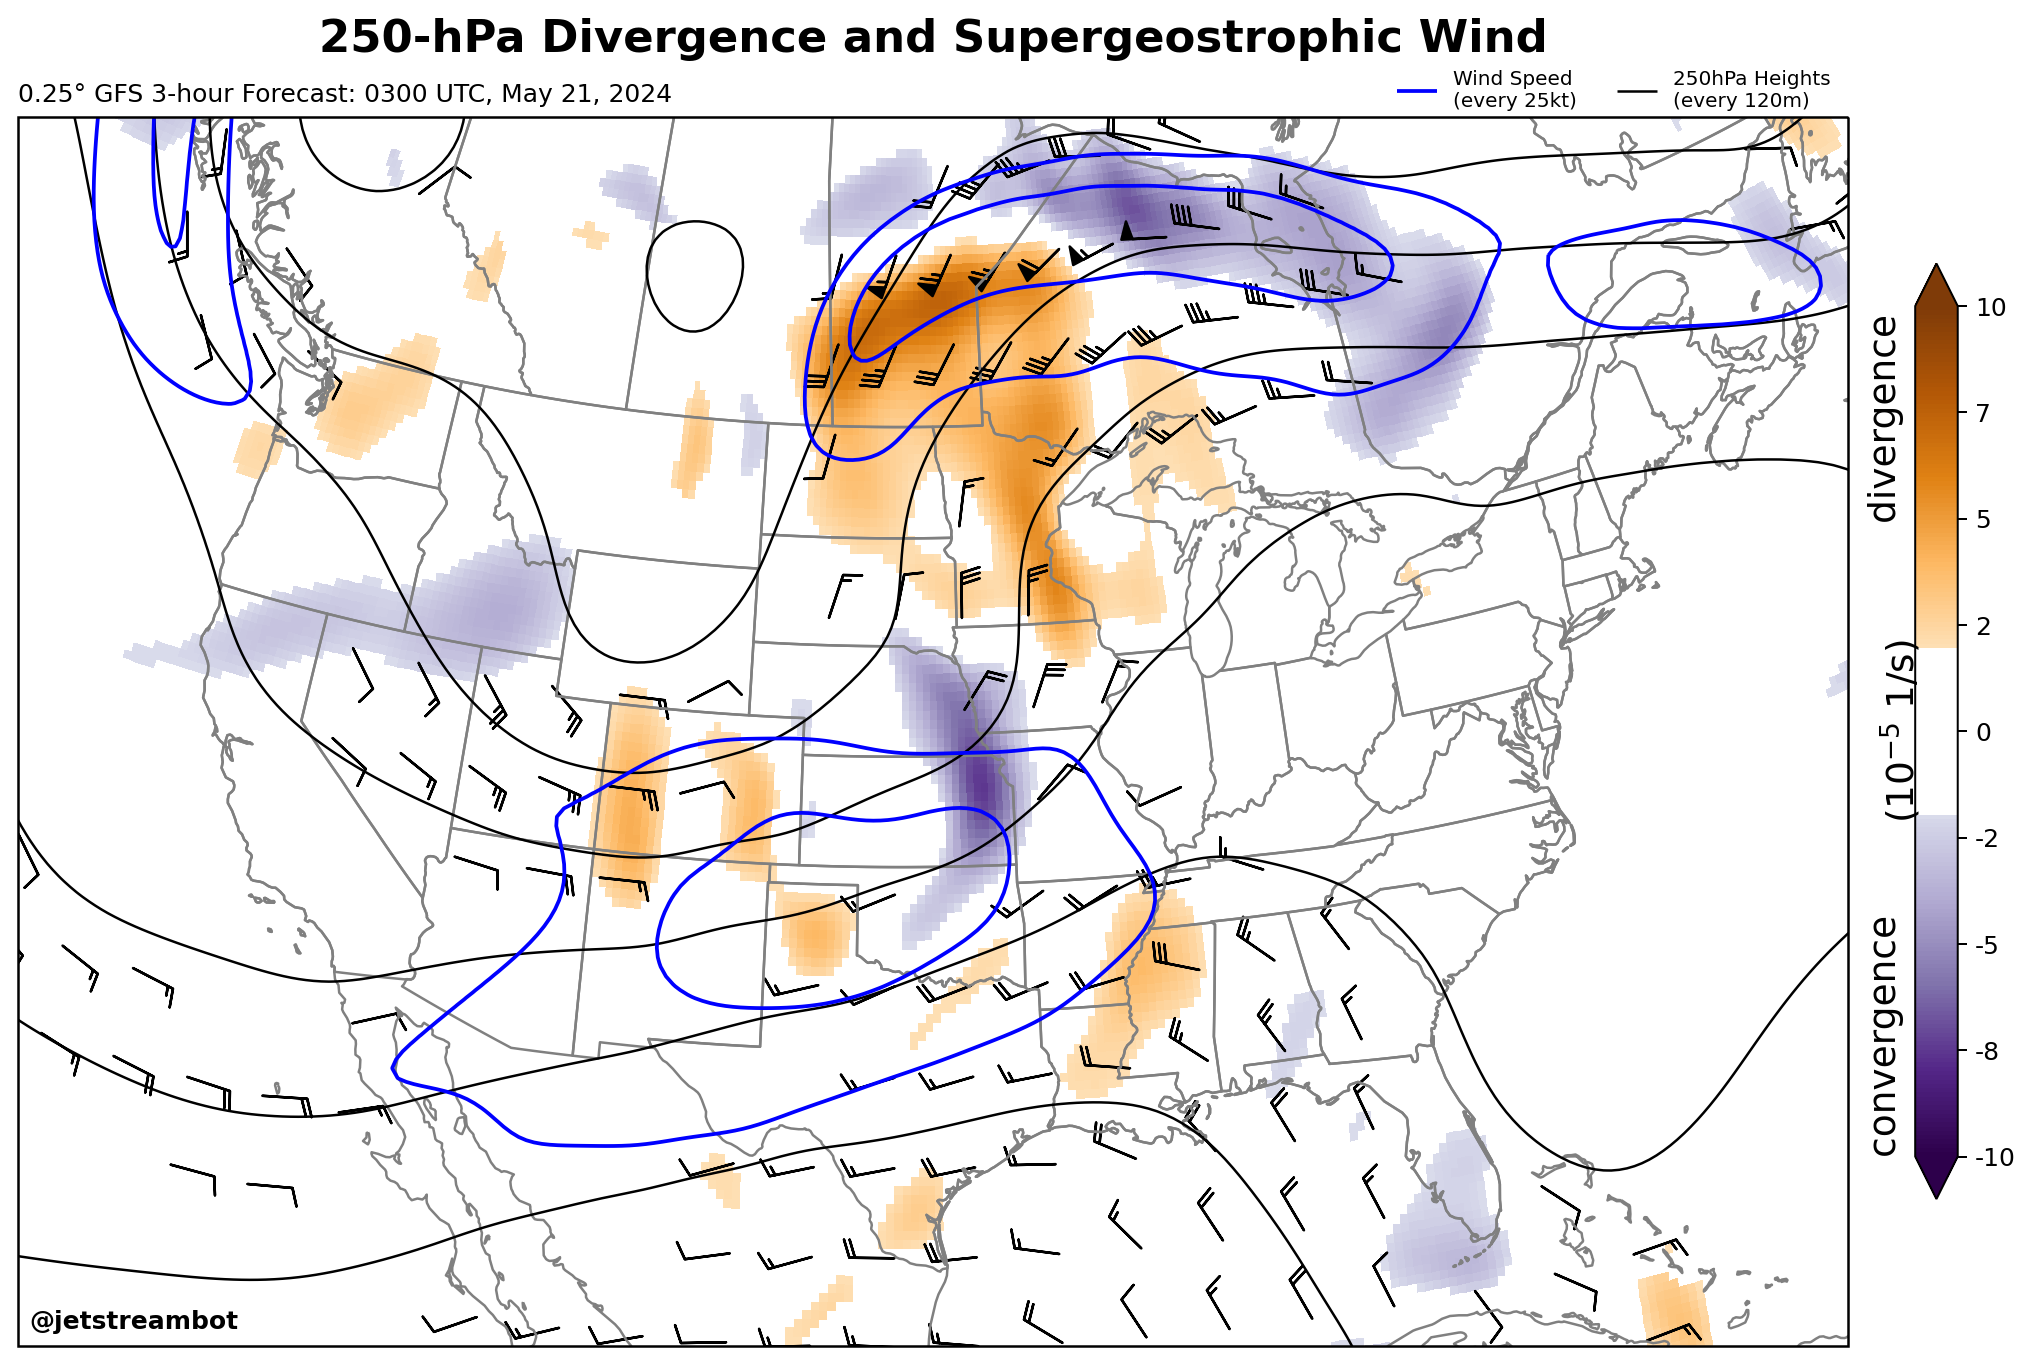 250-hPa Divergence and Supergeostrophic Wind
0.25° GFS 3-hour Forecast: 0300 UTC, May 21, 2024
Wind Speed
(every 25kt)
250hPa Heights
(every 120m)
10
7
5
2
0
-2
-5
-8
-10
convergence (10⁻⁵ 1/s) divergence
@jetstreambot